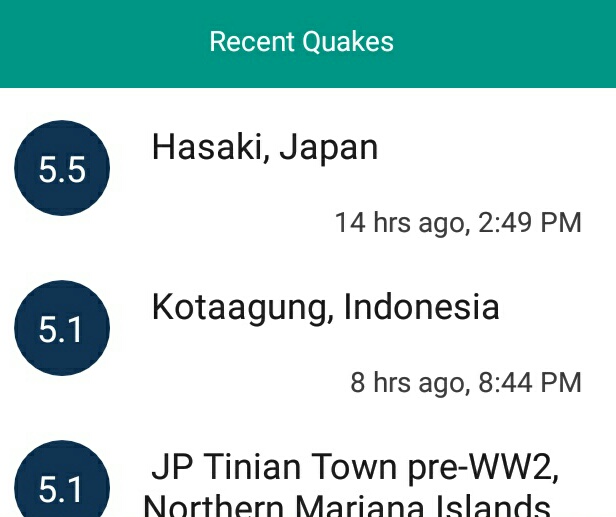 Recent Quakes
5.5
Hasaki, Japan
14 hrs ago, 2:49 PM
5.1
Kotaagung, Indonesia
8 hrs ago, 8:44 PM
5.1
JP Tinian Town pre-WW2,
Northern Mariana Islands